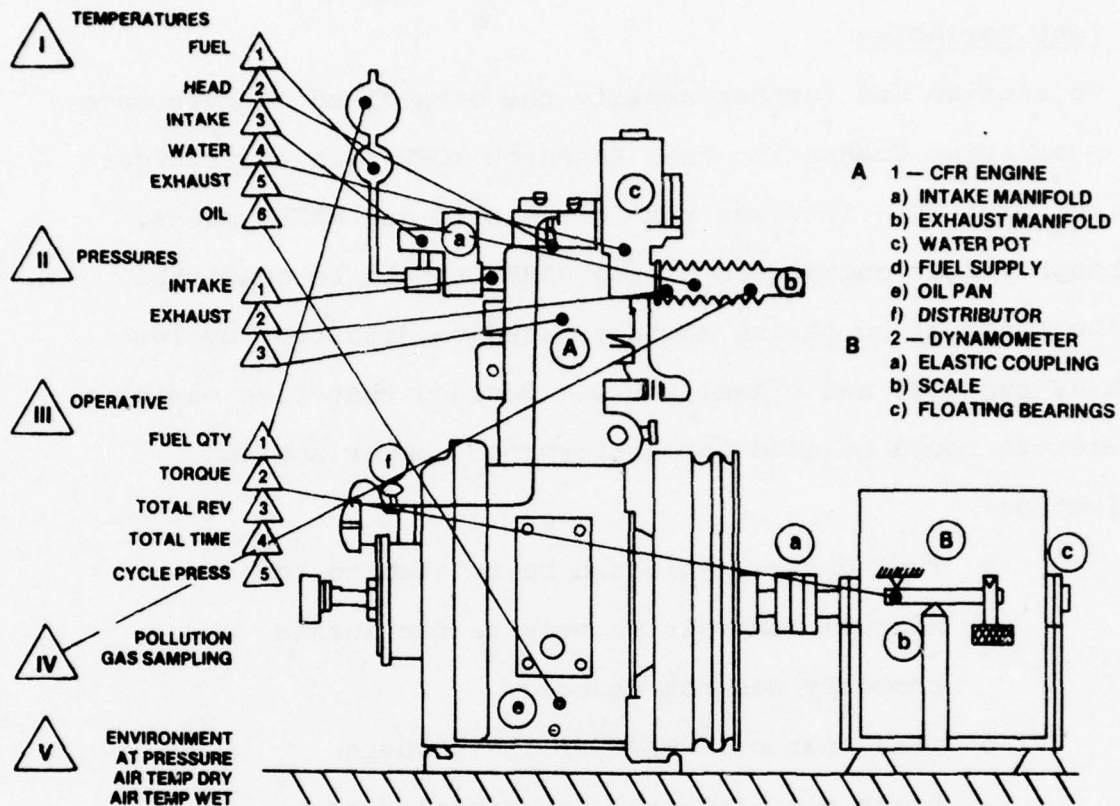 I TEMPERATURES
FUEL 1
HEAD 2
INTAKE 3
WATER 4
EXHAUST 5
OIL 6
II PRESSURES
INTAKE 1
EXHAUST 2
3
III OPERATIVE
FUEL QTY 1
TORQUE 2
TOTAL REV 3
TOTAL TIME 4
CYCLE PRESS 5
IV POLLUTION
GAS SAMPLING
V ENVIRONMENT
AT PRESSURE
AIR TEMP DRY
AIR TEMP WET
c
a
b
A
f
e
a
B
c
b
A 1 — CFR ENGINE
a) INTAKE MANIFOLD
b) EXHAUST MANIFOLD
c) WATER POT
d) FUEL SUPPLY
e) OIL PAN
f) DISTRIBUTOR
B 2 — DYNAMOMETER
a) ELASTIC COUPLING
b) SCALE
c) FLOATING BEARINGS